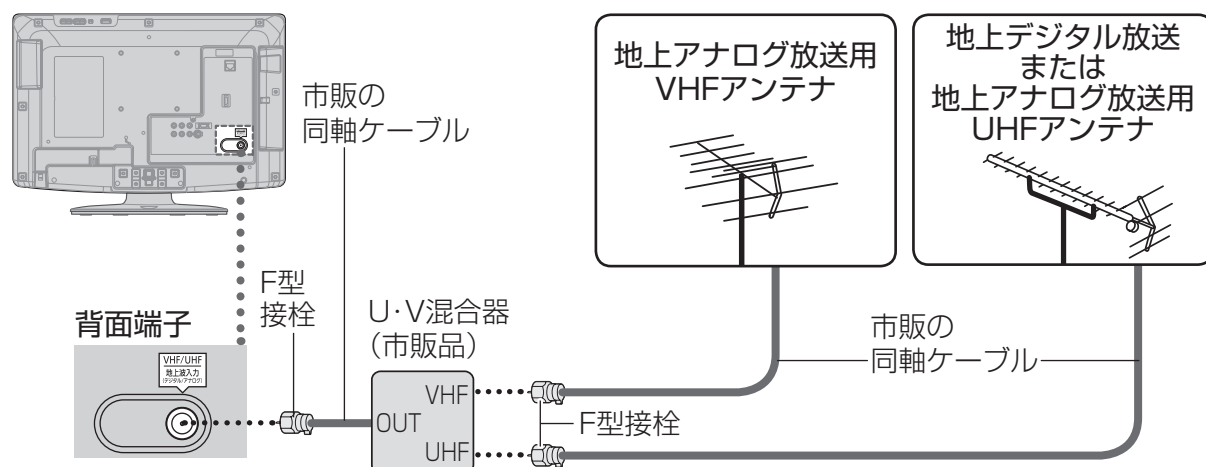 地上アナログ放送用
VHFアンテナ
地上デジタル放送
または
地上アナログ放送用
UHFアンテナ
市販の
同軸ケーブル
F型
接栓
背面端子
VHF/UHF
地上波入力
(デジタル/アナログ)
U・V混合器
(市販品)
VHF
OUT
UHF
F型接栓
市販の
同軸ケーブル